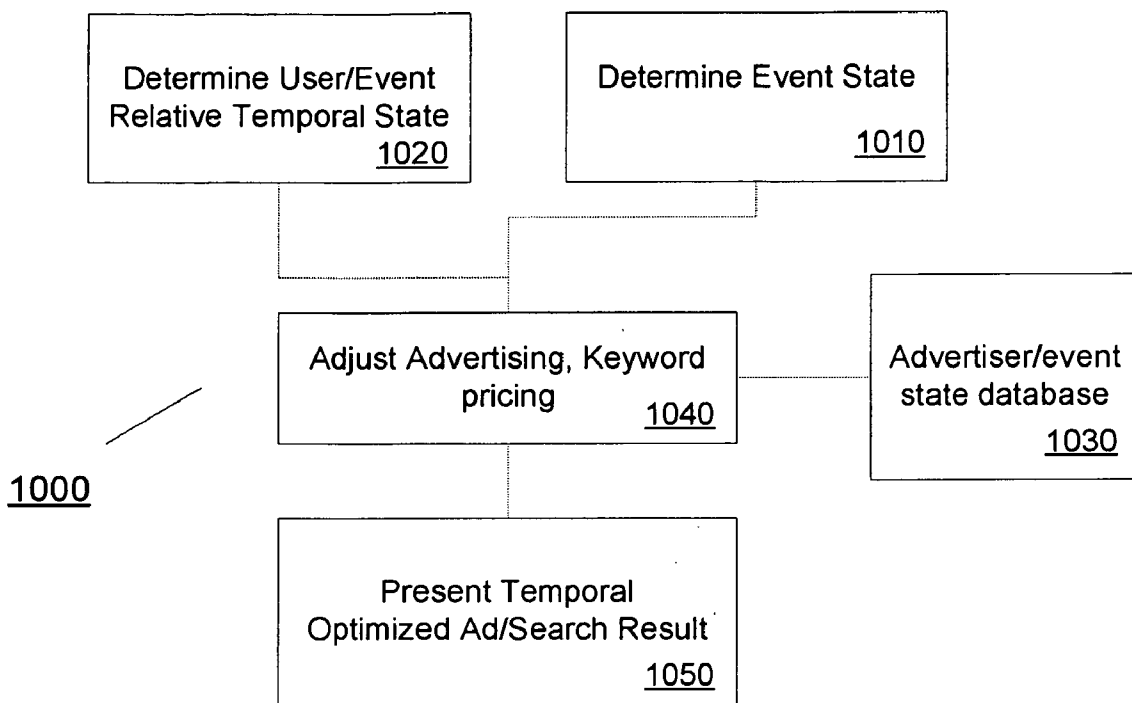 Determine User/Event
Relative Temporal State
1020
Determine Event State
1010
Adjust Advertising, Keyword
pricing
1040
Advertiser/event
state database
1030
1000
Present Temporal
Optimized Ad/Search Result
1050